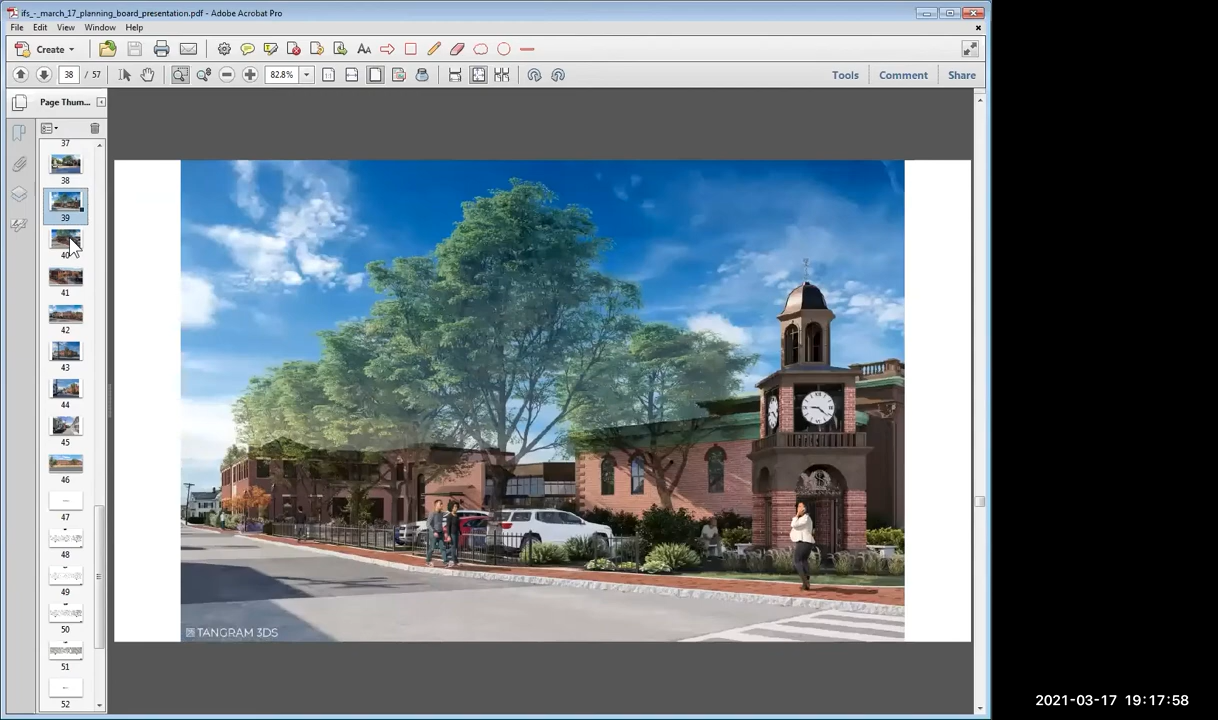 ifs_-_march_17_planning_board_presentation.pdf - Adobe Acrobat Pro
File Edit View Window Help
Create
38 / 57 82.8% Tools Comment Share
Page Thum...
37
38
39
40
41
42
43
44
45
46
47
48
49
50
51
52
TANGRAM 3DS
2021-03-17 19:17:58